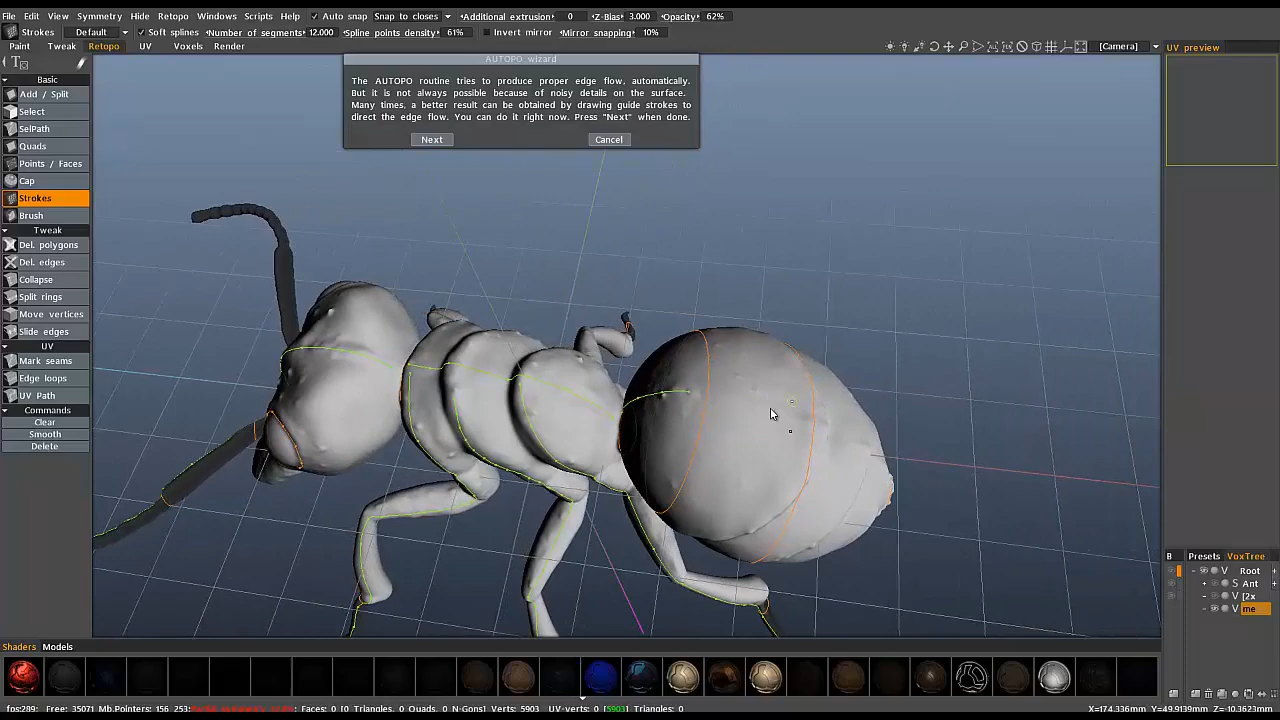 File Edit Symmetry Hide Retopo Windows Scripts Help Auto snap Snap to closes Additional extrusion 0 Z-Bias 3.000 Opacity 62%
Strokes Default Soft splines Number of segments 12.000 Spline points density 61% Invert mirror Mirror snapping 10%
Paint Tweak Retopo UV Voxels Render [Camera] UV preview
AUTOPO wizard
The AUTOPO routine tries to produce proper edge flow, automatically.
But it is not always possible because of noisy details on the surface.
Many times, a better result can be obtained by drawing guide strokes to
direct the edge flow. You can do it right now. Press "Next" when done.
Next Cancel
Basic
Add / Split
Select
SelPath
Quads
Points / Faces
Cap
Strokes
Brush
Tweak
Del. polygons
Del. edges
Collapse
Split rings
Move vertices
Slide edges
UV
Mark seams
Edge loops
UV Path
Commands
Clear
Smooth
Delete
B Presets VoxTree
V Root
S Ant
V [2x
V me
Shaders Models
fps:289; Free: 35071 Mb.Points: 156 253; Faces: 0 [0 Triangles, 0 Quads, 0 N-Gons], Verts: 5903 UV-verts: 0 [5903] Triangles: 0 X=174.336mm Y=49.9139mm Z=-10.3623mm